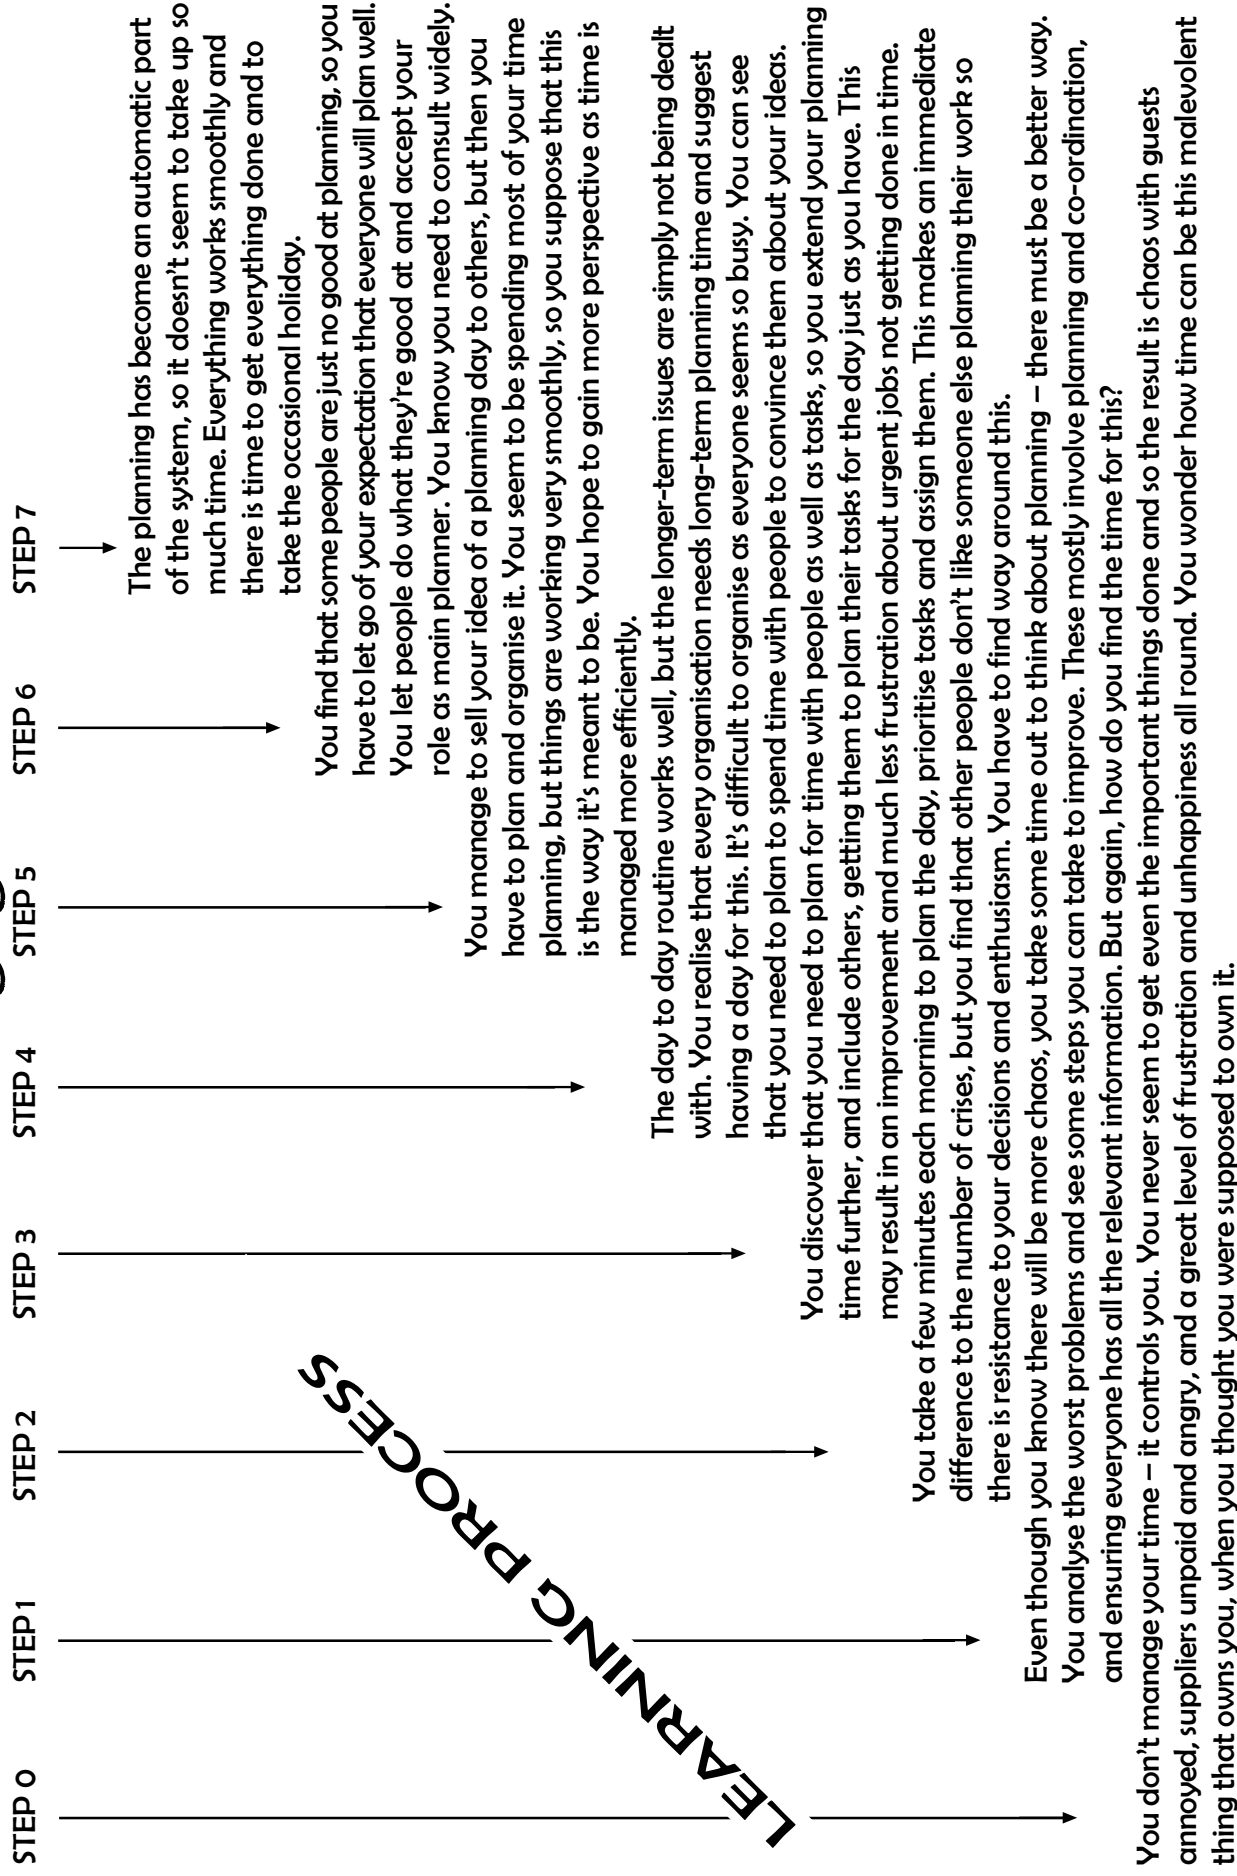 STEP 0
STEP 1
STEP 2
STEP 3
STEP 4
STEP 5
STEP 6
STEP 7
LEARNING PROCESS
The planning has become an automatic part
of the system, so it doesn't seem to take up so
much time. Everything works smoothly and
there is time to get everything done and to
take the occasional holiday.
You find that some people are just no good at planning, so you
have to let go of your expectation that everyone will plan well.
You let people do what they're good at and accept your
role as main planner. You know you need to consult widely.
You manage to sell your idea of a planning day to others, but then you
have to plan and organise it. You seem to be spending most of your time
planning, but things are working very smoothly, so you suppose that this
is the way it's meant to be. You hope to gain more perspective as time is
managed more efficiently.
The day to day routine works well, but the longer-term issues are simply not being dealt
with. You realise that every organisation needs long-term planning time and suggest
having a day for this. It's difficult to organise as everyone seems so busy. You can see
that you need to plan to spend time with people to convince them about your ideas.
You discover that you need to plan for time with people as well as tasks, so you extend your planning
time further, and include others, getting them to plan their tasks for the day just as you have. This
may result in an improvement and much less frustration about urgent jobs not getting done in time.
You take a few minutes each morning to plan the day, prioritise tasks and assign them. This makes an immediate
difference to the number of crises, but you find that other people don't like someone else planning their work so
there is resistance to your decisions and enthusiasm. You have to find way around this.
Even though you know there will be more chaos, you take some time out to think about planning – there must be a better way.
You analyse the worst problems and see some steps you can take to improve. These mostly involve planning and co-ordination,
and ensuring everyone has all the relevant information. But again, how do you find the time for this?
You don't manage your time – it controls you. You never seem to get even the important things done and so the result is chaos with guests
annoyed, suppliers unpaid and angry, and a great level of frustration and unhappiness all round. You wonder how time can be this malevolent
thing that owns you, when you thought you were supposed to own it.